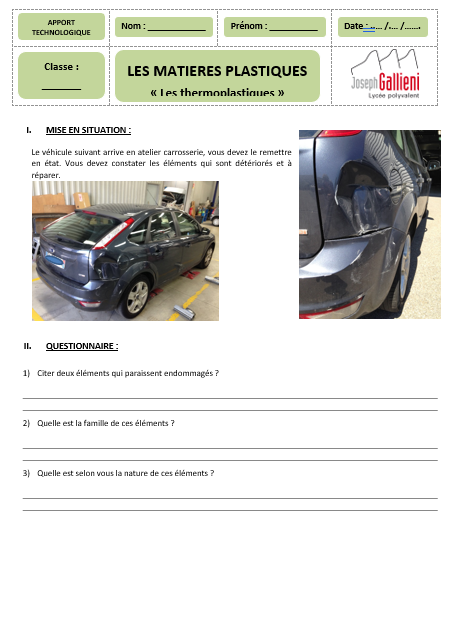 APPORT
TECHNOLOGIQUE
Nom : ____________
Prénom : ____________
Date : ..... /.... /.......
Classe :
________
LES MATIERES PLASTIQUES
« Les thermoplastiques »
Joseph Gallieni
Lycée polyvalent
I. MISE EN SITUATION :
Le véhicule suivant arrive en atelier carrosserie, vous devez le remettre
en état. Vous devez constater les éléments qui sont détériorés et à
réparer.
II. QUESTIONNAIRE :
1) Citer deux éléments qui paraissent endommagés ?
2) Quelle est la famille de ces éléments ?
3) Quelle est selon vous la nature de ces éléments ?